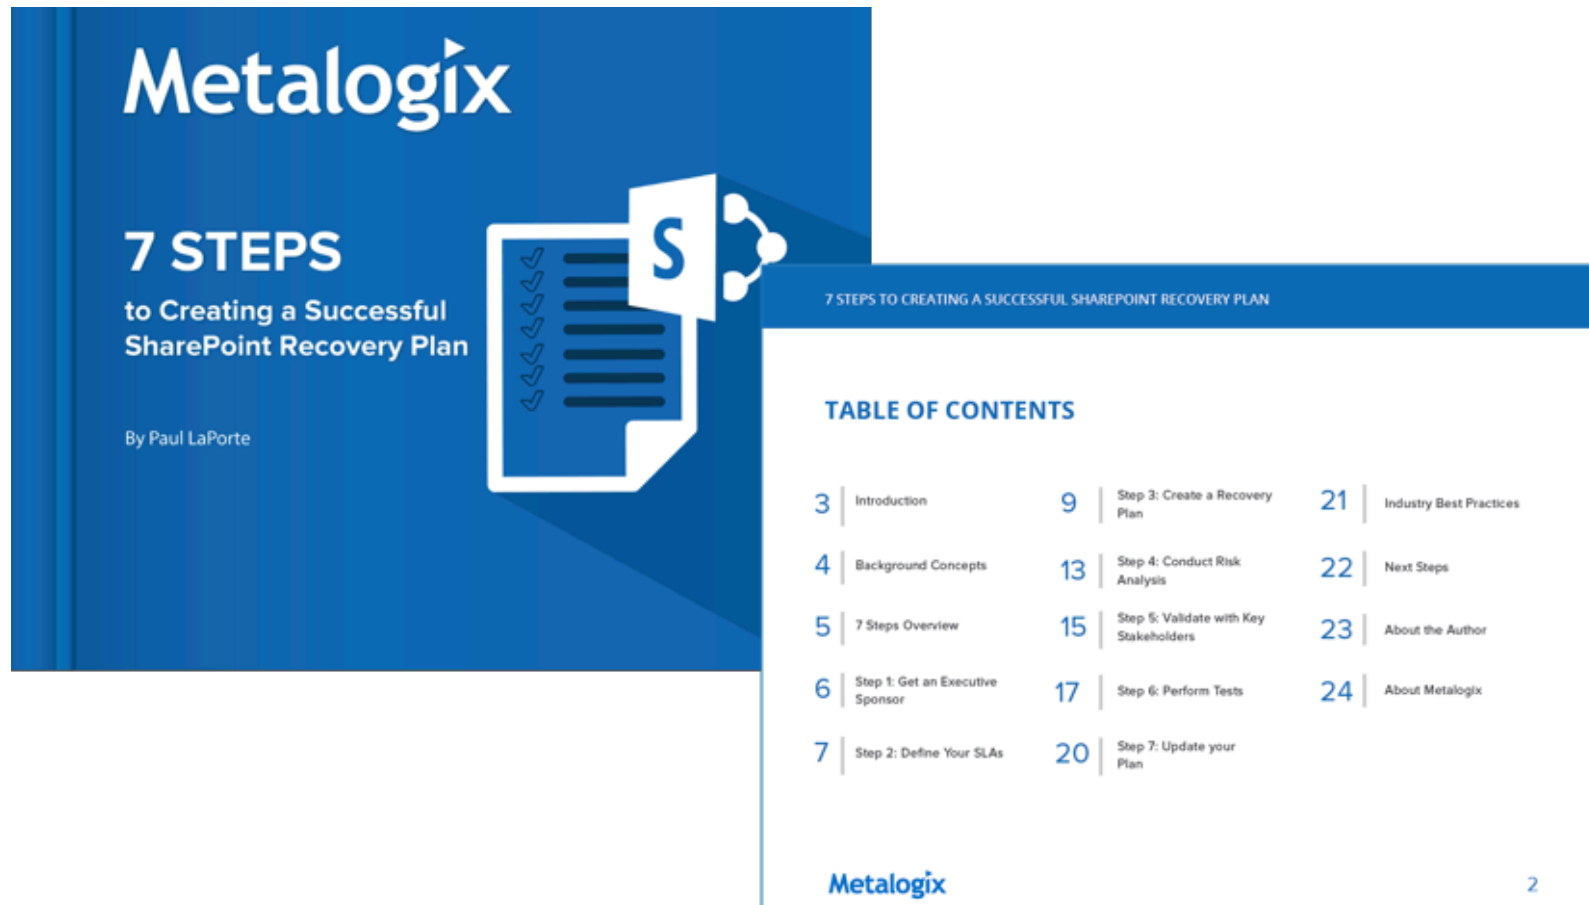 Metalogix
7 STEPS
to Creating a Successful
SharePoint Recovery Plan
By Paul LaPorte
S
7 STEPS TO CREATING A SUCCESSFUL SHAREPOINT RECOVERY PLAN
TABLE OF CONTENTS
3 Introduction
4 Background Concepts
5 7 Steps Overview
6 Step 1: Get an Executive
Sponsor
7 Step 2: Define Your SLAs
9 Step 3: Create a Recovery
Plan
13 Step 4: Conduct Risk
Analysis
15 Step 5: Validate with Key
Stakeholders
17 Step 6: Perform Tests
20 Step 7: Update your
Plan
21 Industry Best Practices
22 Next Steps
23 About the Author
24 About Metalogix
Metalogix
2